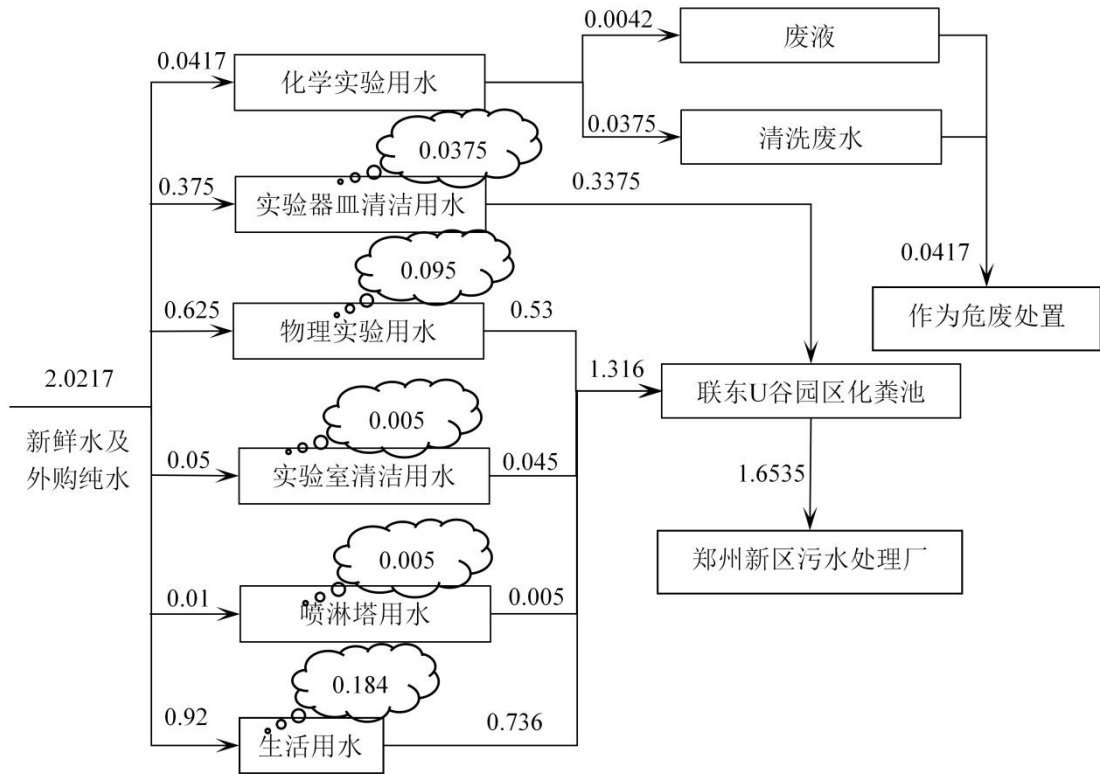 0.0042
废液
0.0417
化学实验用水
0.0375
清洗废水
0.0375
0.375
实验器皿清洁用水
0.3375
0.095
0.0417
0.625
物理实验用水
0.53
作为危废处置
2.0217
1.316
联东U谷园区化粪池
新鲜水及
外购纯水
0.005
0.05
实验室清洁用水
0.045
1.6535
郑州新区污水处理厂
0.005
0.01
喷淋塔用水
0.005
0.184
0.92
生活用水
0.736